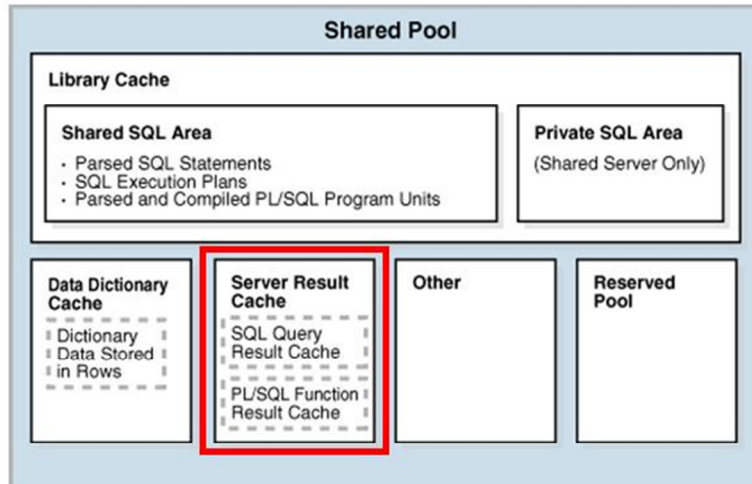 Shared Pool
Library Cache
Shared SQL Area
· Parsed SQL Statements
· SQL Execution Plans
· Parsed and Compiled PL/SQL Program Units
Private SQL Area
(Shared Server Only)
Data Dictionary
Cache
Dictionary
Data Stored
in Rows
Server Result
Cache
SQL Query
Result Cache
PL/SQL Function
Result Cache
Other
Reserved
Pool